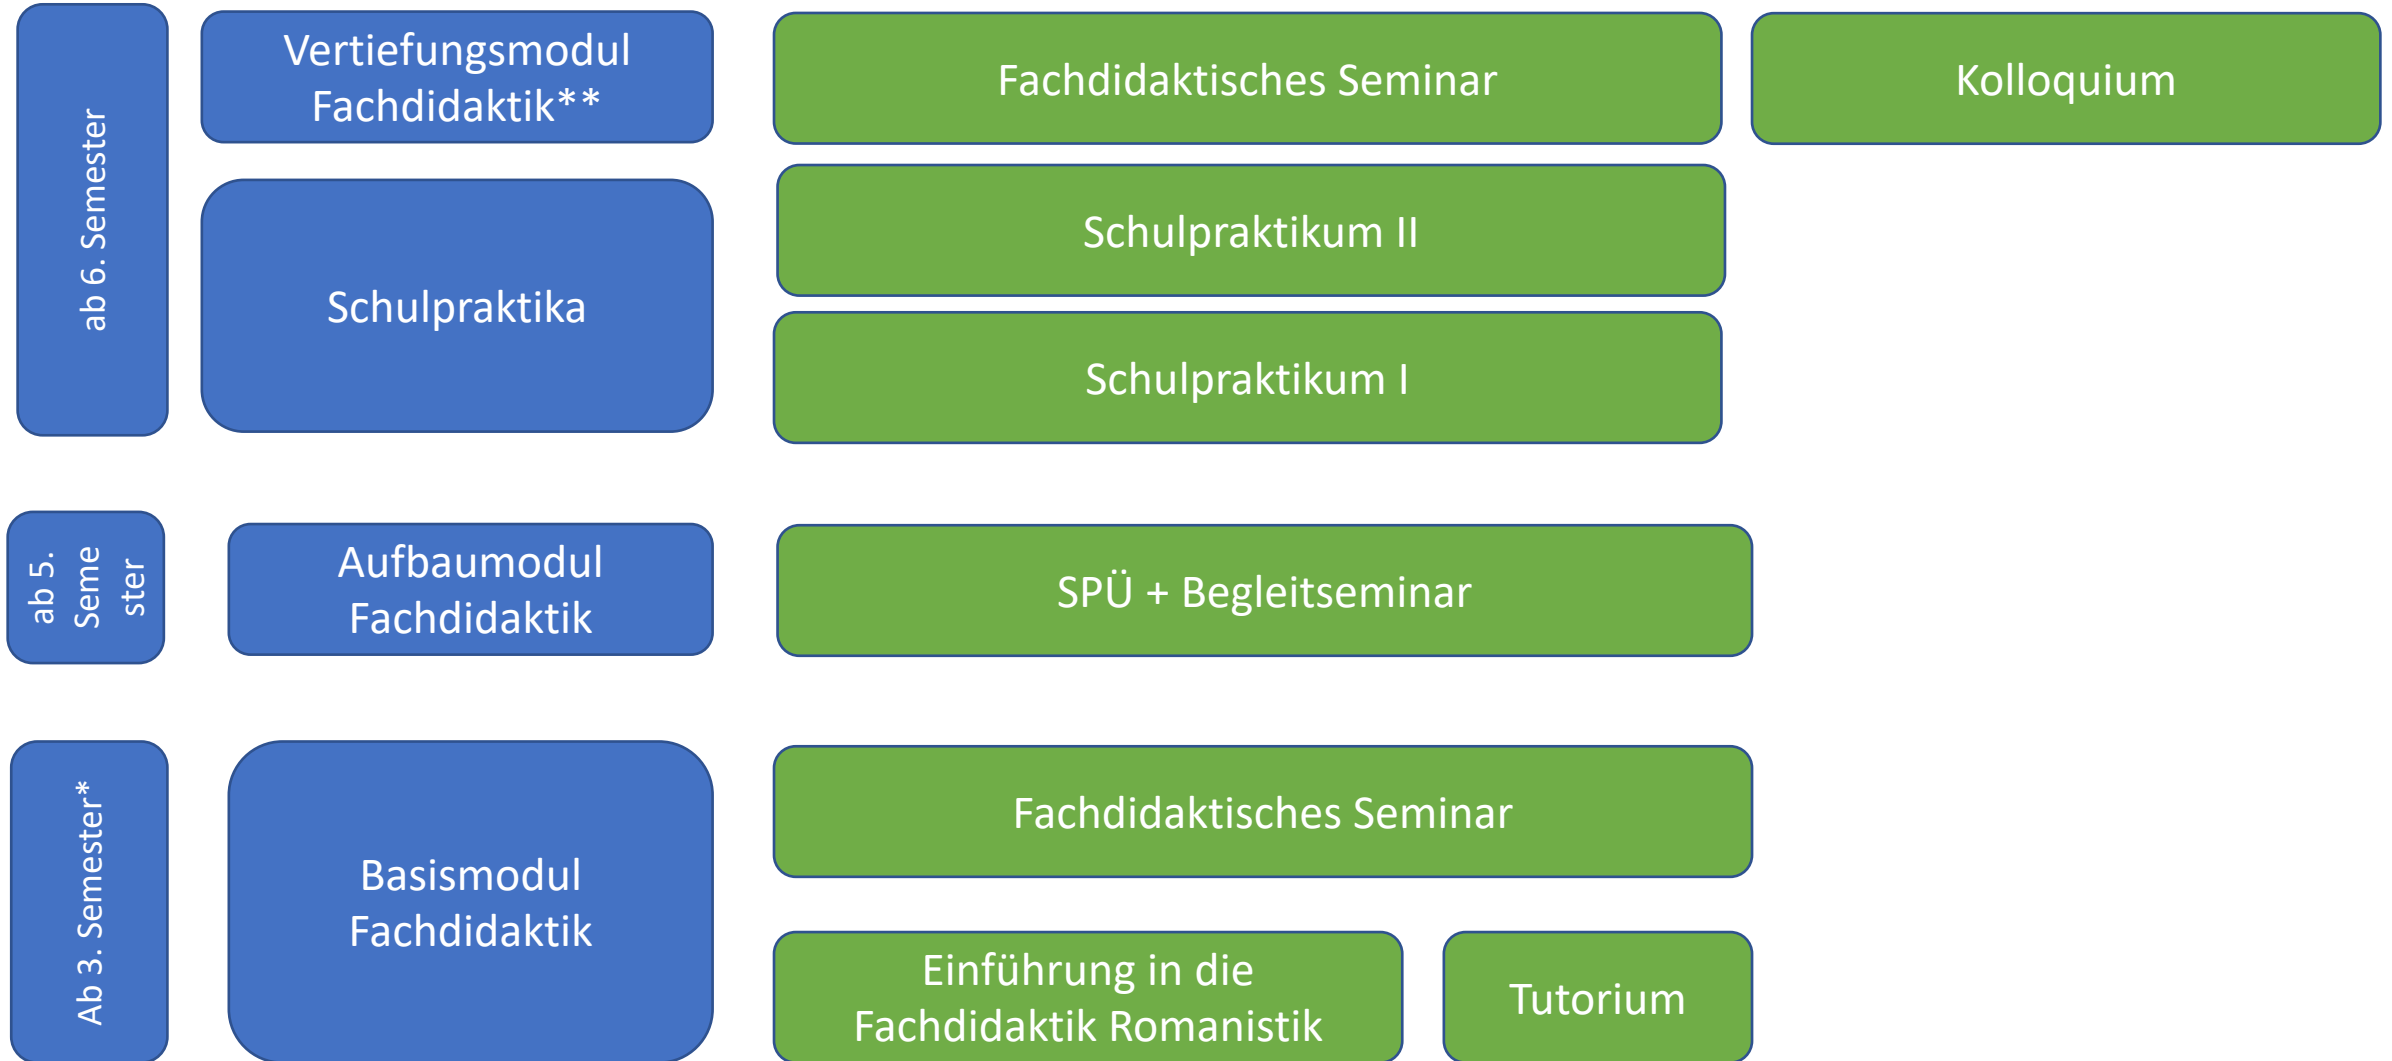 ab 6. Semester
Vertiefungsmodul
Fachdidaktik**
Fachdidaktisches Seminar
Kolloquium
Schulpraktika
Schulpraktikum II
Schulpraktikum I
ab 5.
Seme
ster
Aufbaumodul
Fachdidaktik
SPÜ + Begleitseminar
Ab 3. Semester*
Basismodul
Fachdidaktik
Fachdidaktisches Seminar
Einführung in die
Fachdidaktik Romanistik
Tutorium